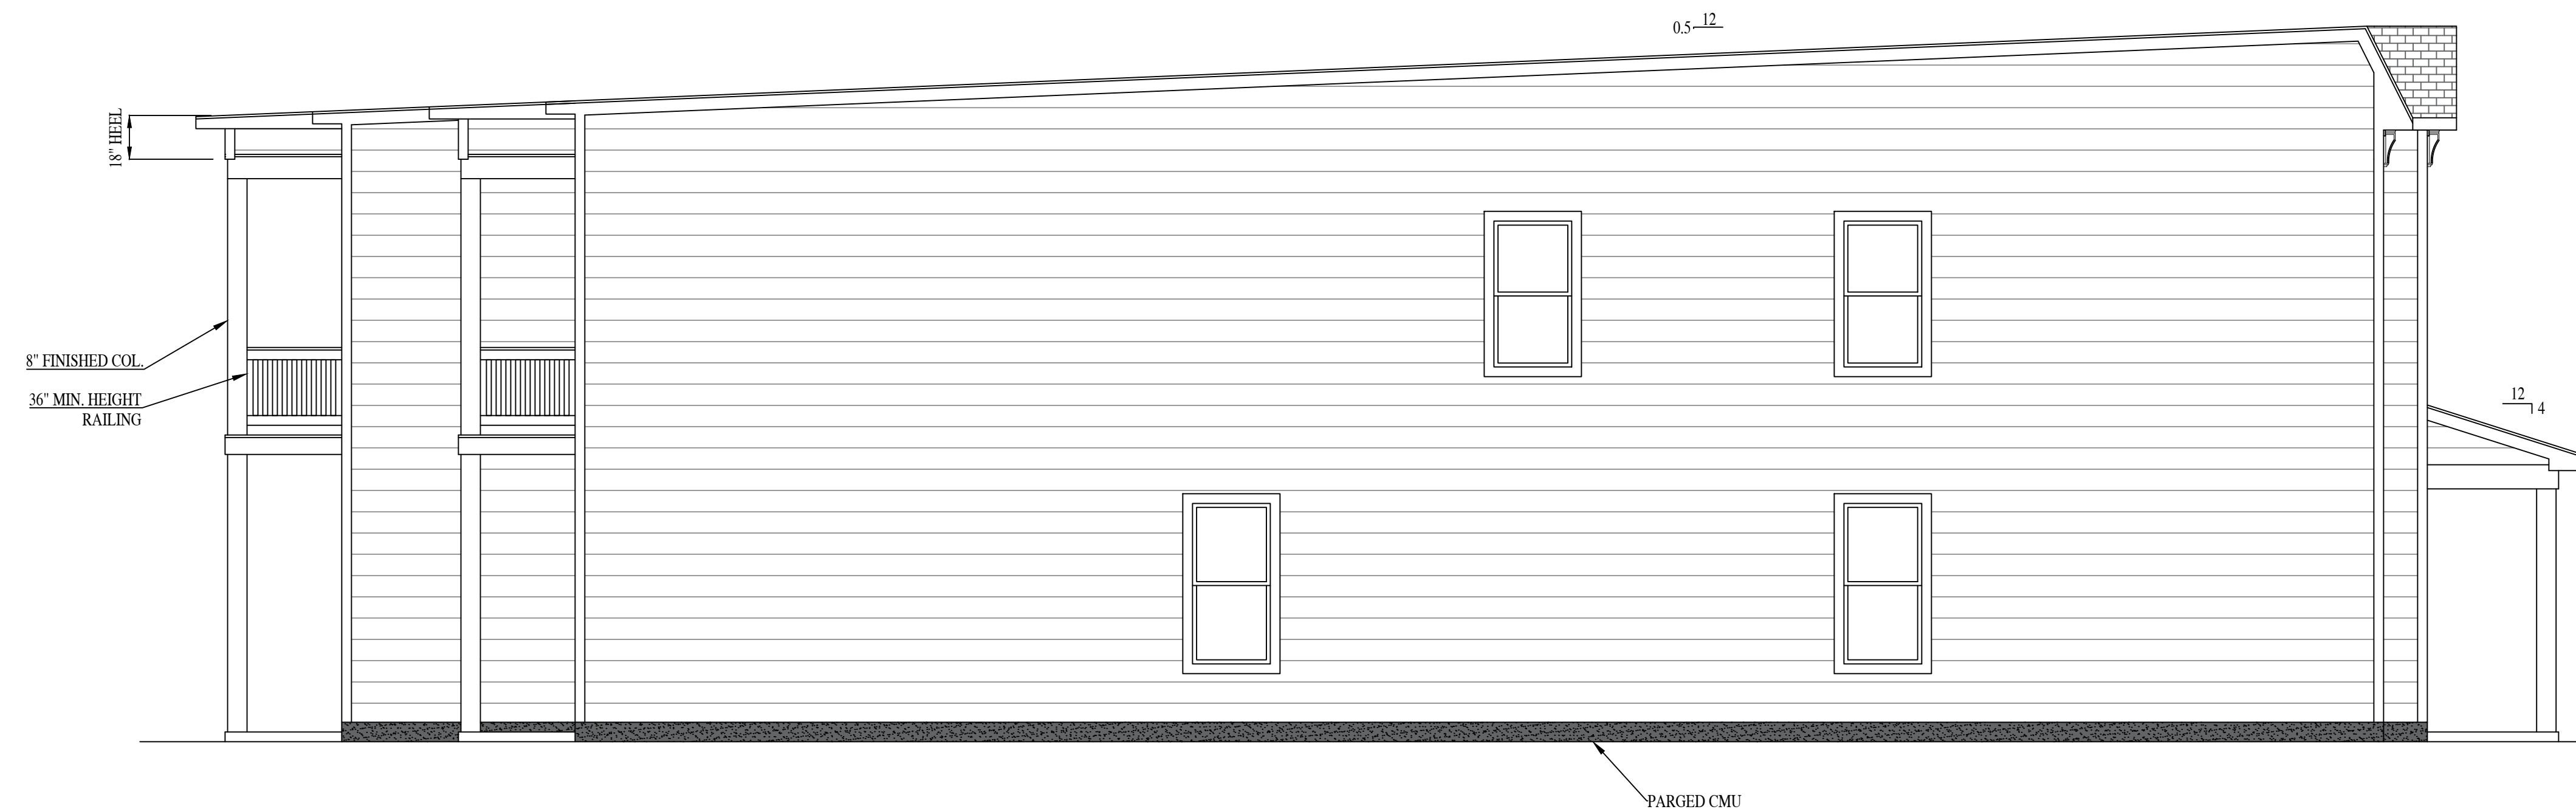 12
0.5
18" HEEL
8" FINISHED COL.
36" MIN. HEIGHT
RAILING
12
4
PARGED CMU